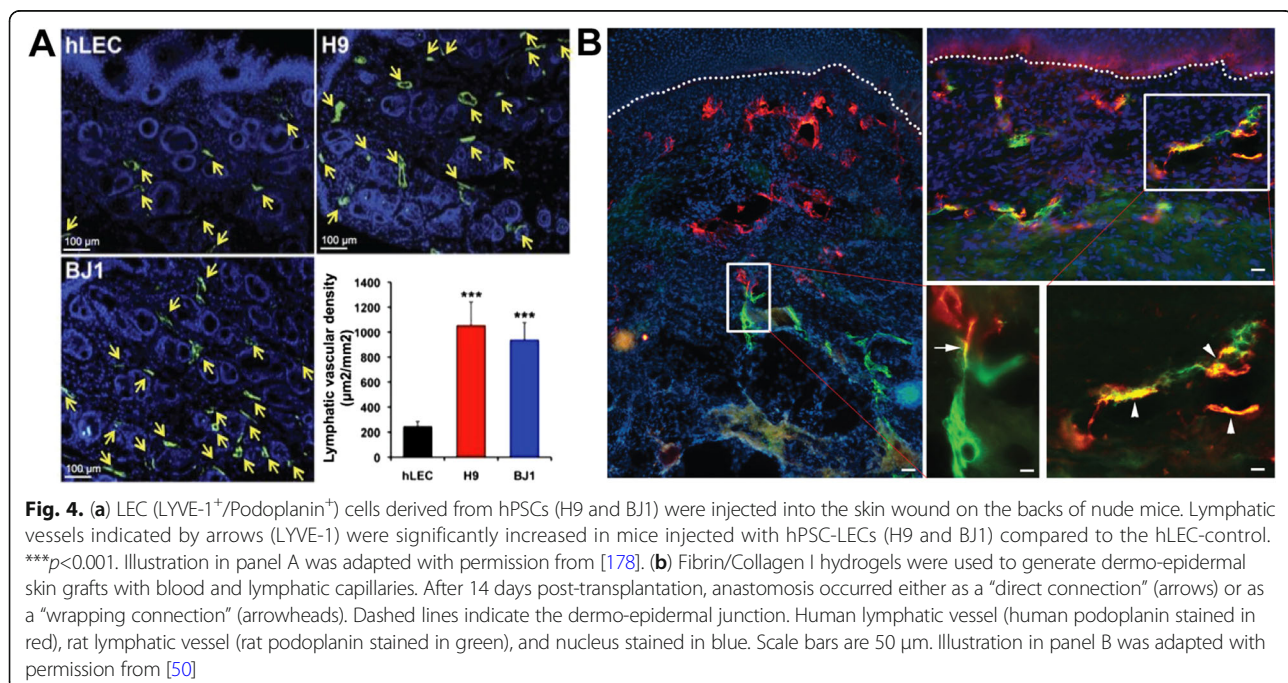 A
hLEC
100 µm
H9
100 µm
BJ1
100 µm
Lymphatic vascular density
(µm2/mm2)
1400
1200
1000
800
600
400
200
0
***
***
hLEC
H9
BJ1
B
Fig. 4. (a) LEC (LYVE-1+/Podoplanin+) cells derived from hPSCs (H9 and BJ1) were injected into the skin wound on the backs of nude mice. Lymphatic
vessels indicated by arrows (LYVE-1) were significantly increased in mice injected with hPSC-LECs (H9 and BJ1) compared to the hLEC-control.
***p<0.001. Illustration in panel A was adapted with permission from [178]. (b) Fibrin/Collagen I hydrogels were used to generate dermo-epidermal
skin grafts with blood and lymphatic capillaries. After 14 days post-transplantation, anastomosis occurred either as a “direct connection” (arrows) or as
a “wrapping connection” (arrowheads). Dashed lines indicate the dermo-epidermal junction. Human lymphatic vessel (human podoplanin stained in
red), rat lymphatic vessel (rat podoplanin stained in green), and nucleus stained in blue. Scale bars are 50 μm. Illustration in panel B was adapted with
permission from [50]